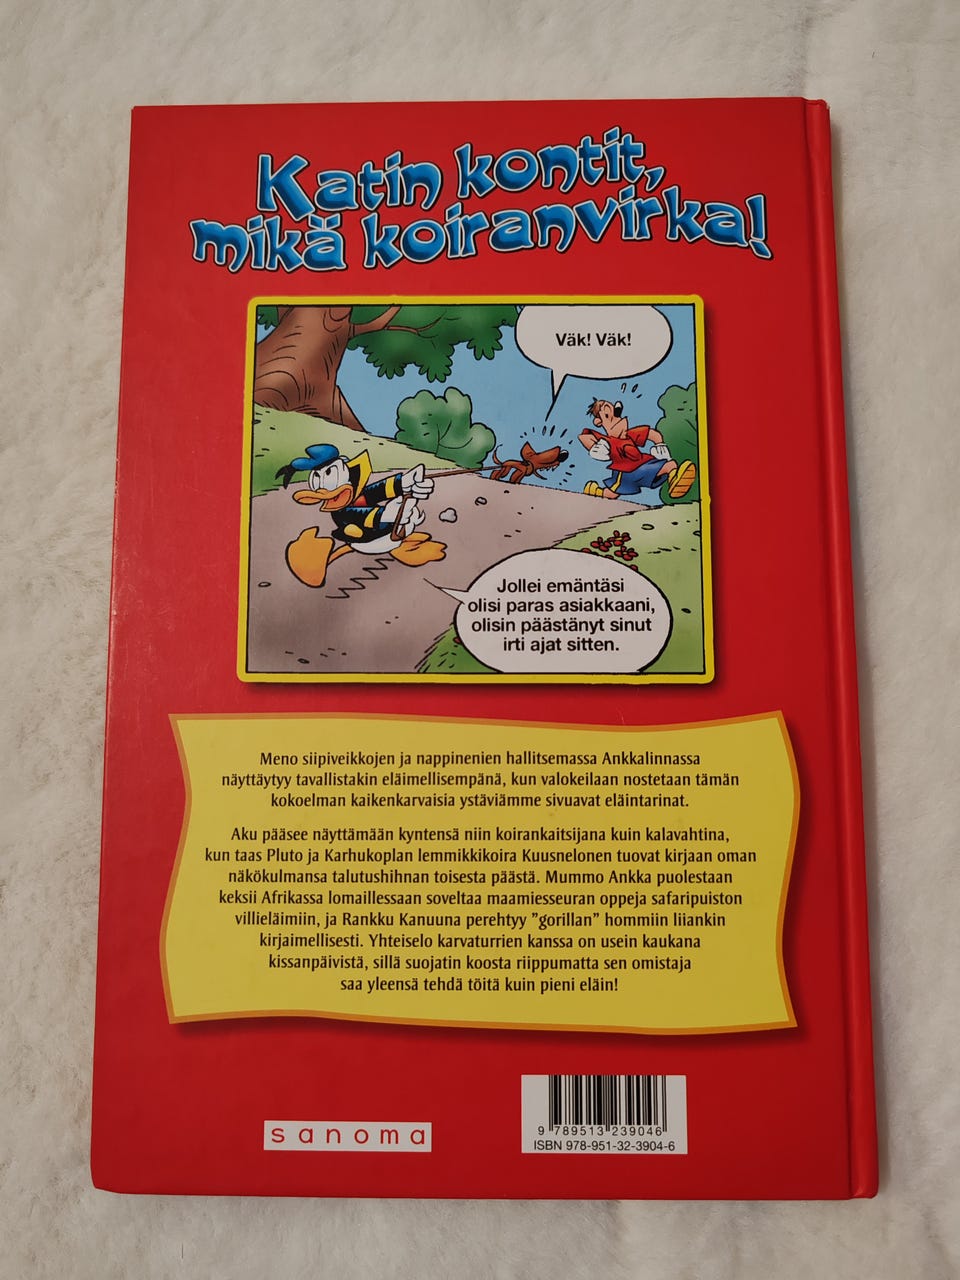 Katin kontit,
mikä koiranvirka!
Väk! Väk!
Jollei emäntäsi
olisi paras asiakkaani,
olisin päästänyt sinut
irti ajat sitten.
Meno siipiveikkojen ja nappinenien hallitsemassa Ankkalinnassa
näyttäytyy tavallistakin eläimellisempänä, kun valokeilaan nostetaan tämän
kokoelman kaikenkarvaisia ystäviämme sivuavat eläintarinat.
Aku pääsee näyttämään kyntensä niin koirankaitsijana kuin kalavahtina,
kun taas Pluto ja Karhukoplan lemmikkikoira Kuusnelonen tuovat kirjaan oman
näkökulmansa talutushihnan toisesta päästä. Mummo Ankka puolestaan
keksii Afrikassa lomaillessaan soveltaa maamiesseuran oppeja safaripuiston
villieläimiin, ja Rankku Kanuuna perehtyy ”gorillan” hommiin liiankin
kirjaimellisesti. Yhteiselo karvaturrien kanssa on usein kaukana
kissanpäivistä, sillä suojatin koosta riippumatta sen omistaja
saa yleensä tehdä töitä kuin pieni eläin!
sanoma
9 789513 239046
ISBN 978-951-32-3904-6